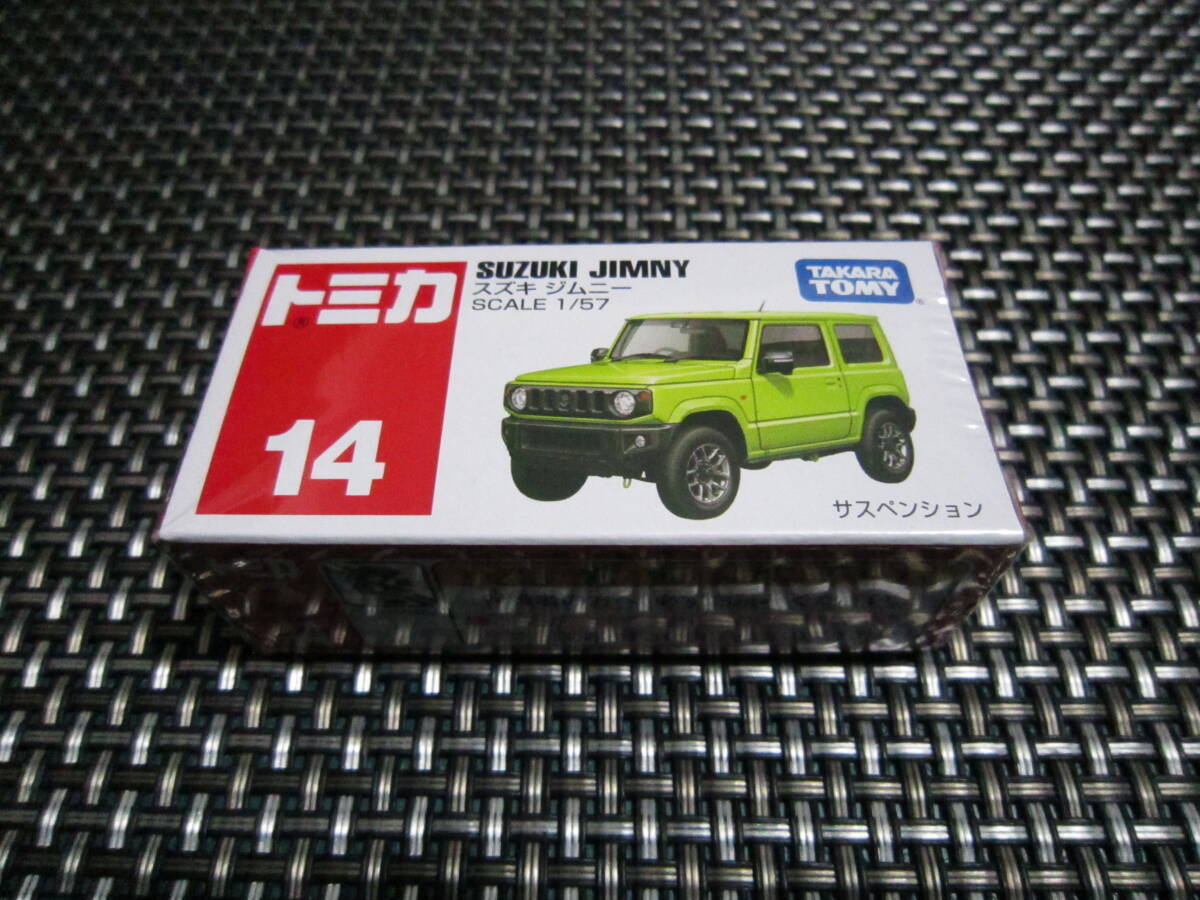 トミカ®
14
SUZUKI JIMNY
スズキ ジムニー
SCALE 1/57
TAKARA
TOMY®
サスペンション